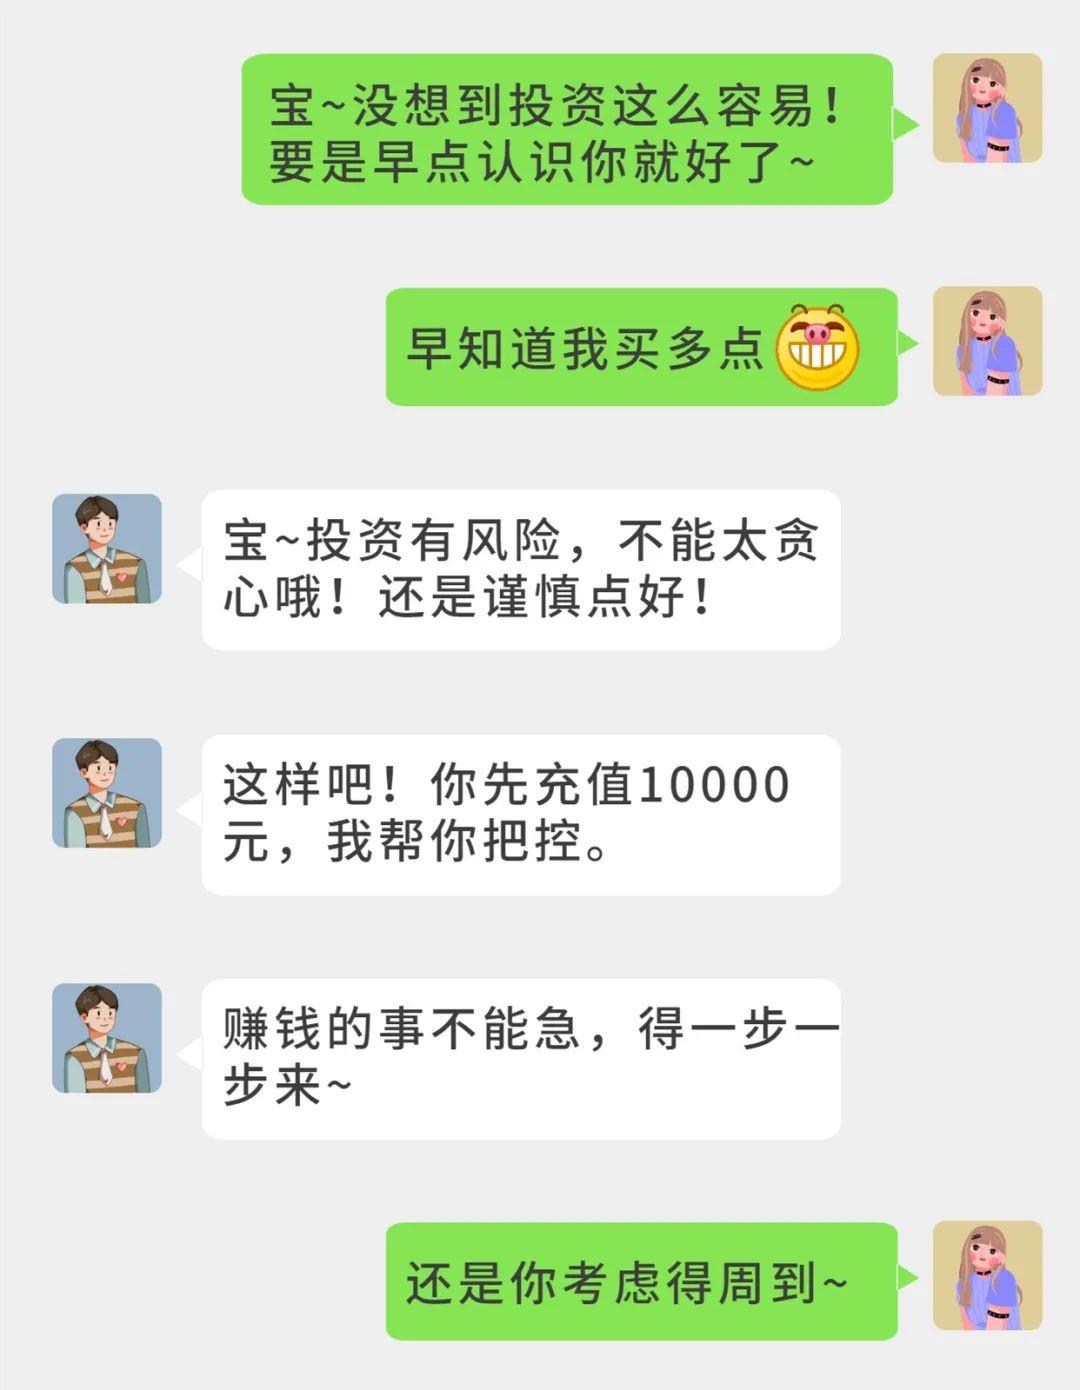 宝~没想到投资这么容易！
要是早点认识你就好了~
早知道我买多点
宝~投资有风险，不能太贪
心哦！还是谨慎点好！
这样吧！你先充值10000
元，我帮你把控。
赚钱的事不能急，得一步一
步来~
还是你考虑得周到~